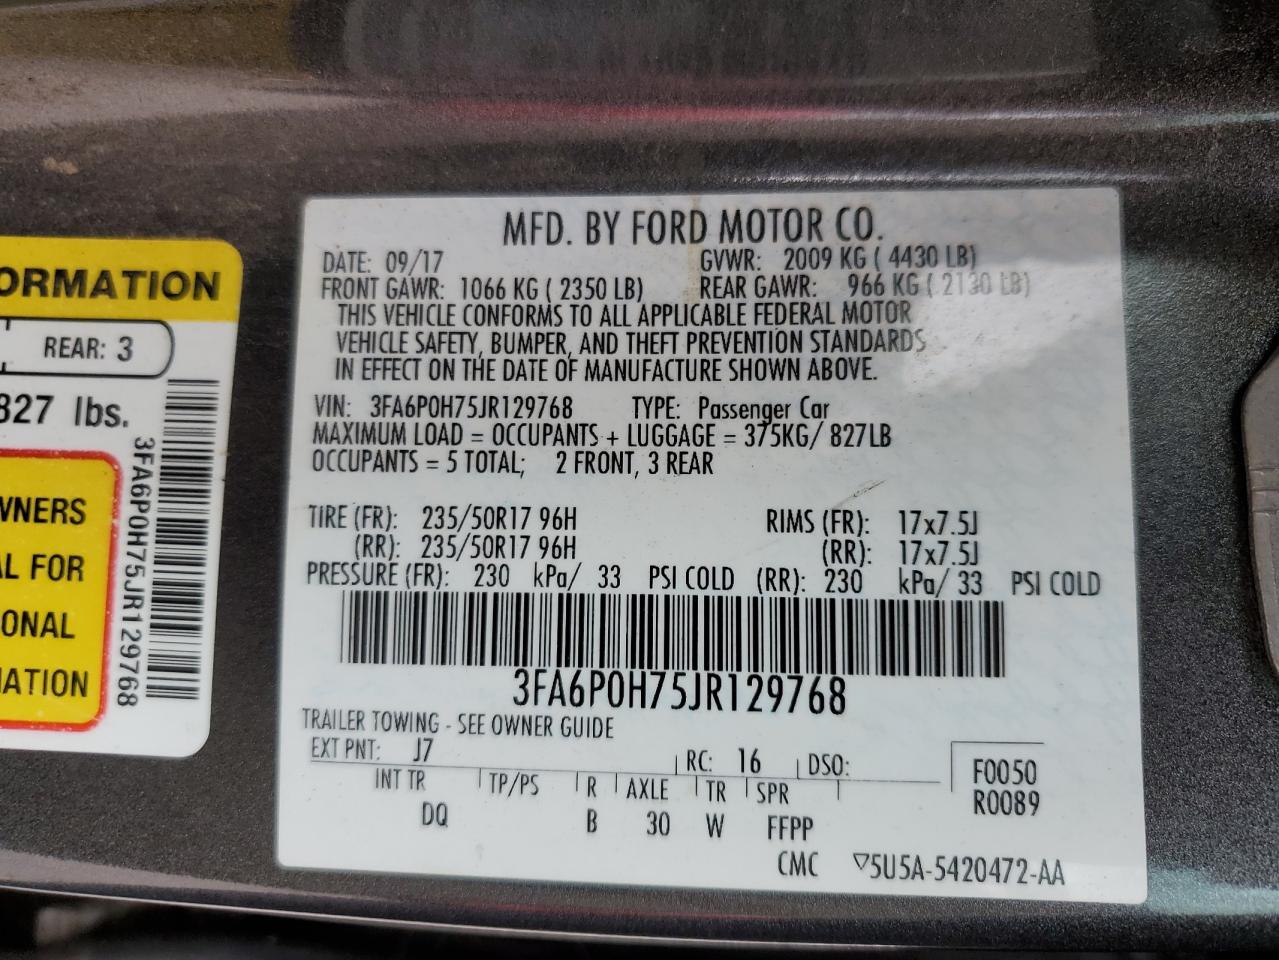 MFD. BY FORD MOTOR CO.
DATE: 09/17 GVWR: 2009 KG ( 4430 LB)
FRONT GAWR: 1066 KG ( 2350 LB) REAR GAWR: 966 KG ( 2130 LB)
THIS VEHICLE CONFORMS TO ALL APPLICABLE FEDERAL MOTOR
VEHICLE SAFETY, BUMPER, AND THEFT PREVENTION STANDARDS
IN EFFECT ON THE DATE OF MANUFACTURE SHOWN ABOVE.
VIN: 3FA6P0H75JR129768 TYPE: Passenger Car
MAXIMUM LOAD = OCCUPANTS + LUGGAGE = 375KG/ 827LB
OCCUPANTS = 5 TOTAL; 2 FRONT, 3 REAR
TIRE (FR): 235/50R17 96H RIMS (FR): 17x7.5J
(RR): 235/50R17 96H (RR): 17x7.5J
PRESSURE (FR): 230 kPa/ 33 PSI COLD (RR): 230 kPa/ 33 PSI COLD
3FA6P0H75JR129768
TRAILER TOWING - SEE OWNER GUIDE
EXT PNT: J7 RC: 16 DSO:
INT TR TP/PS R AXLE TR SPR
DQ B 30 W FFPP
F0050
R0089
CMC ▽5U5A-5420472-AA
ORMATION
REAR: 3
827 lbs.
WNERS
AL FOR
ONAL
MATION
3FA6P0H75JR129768